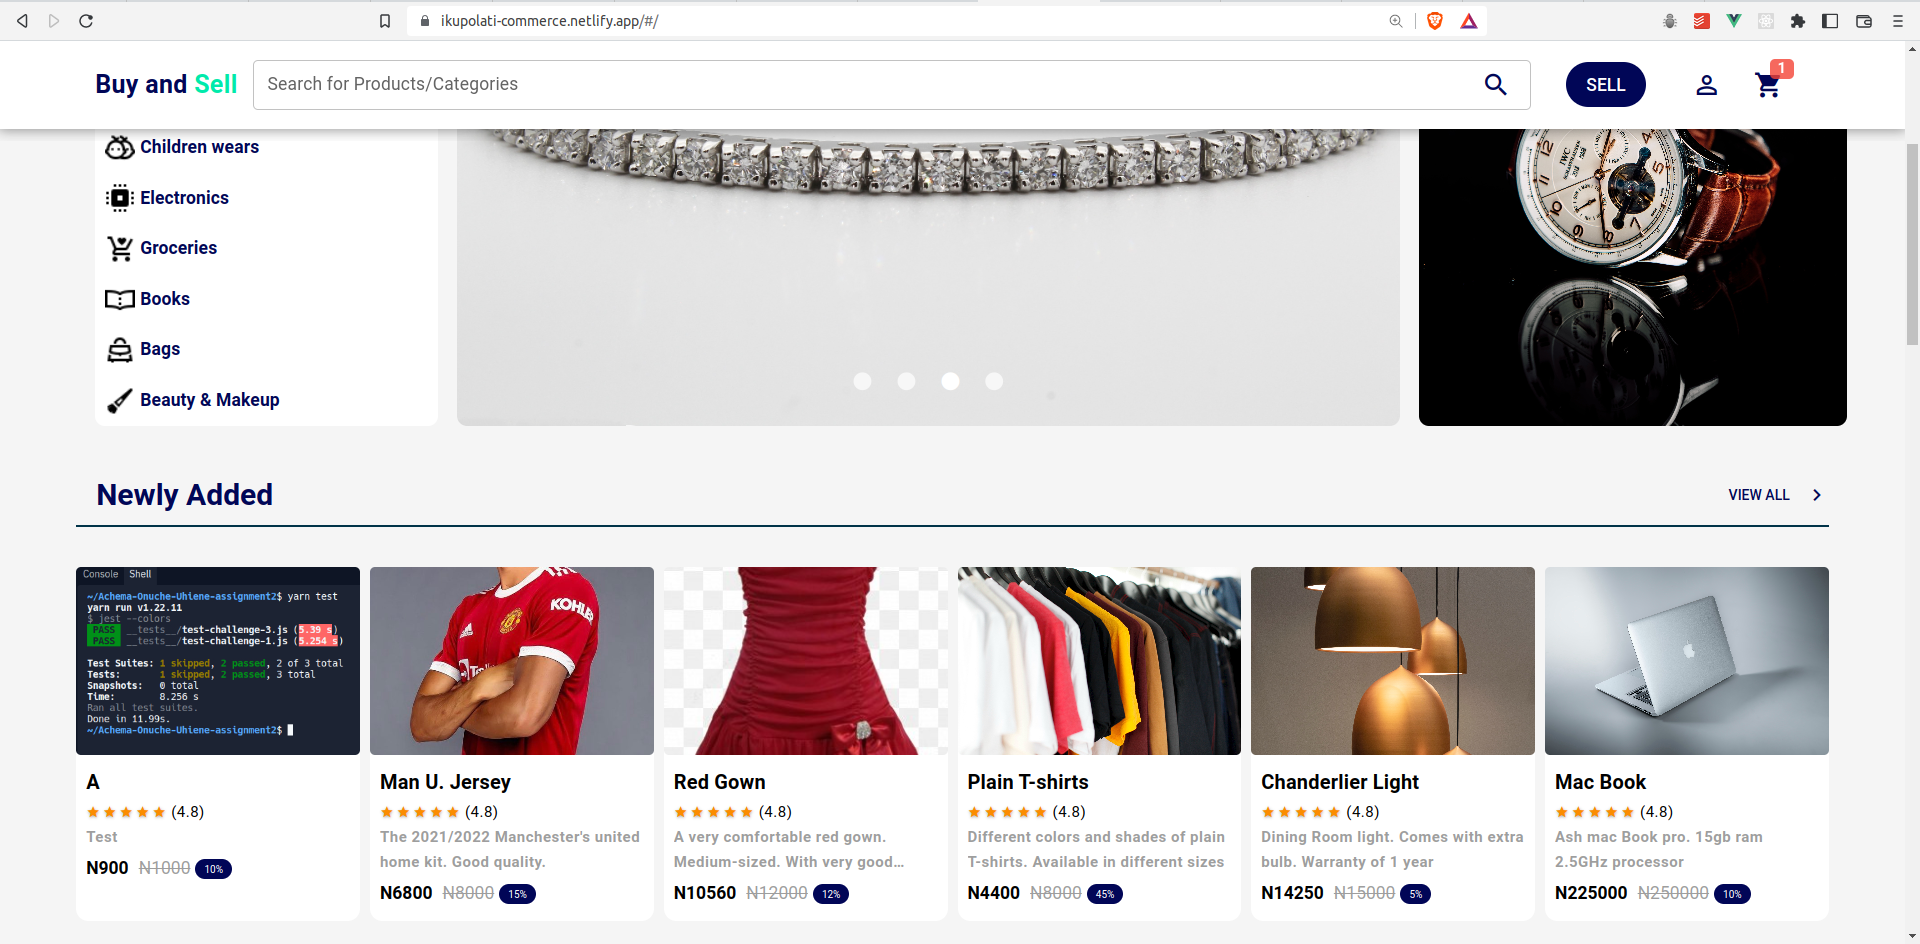 ikupolati-commerce.netlify.app/#/
Buy and Sell
Search for Products/Categories
SELL
1
Children wears
Electronics
Groceries
Books
Bags
Beauty & Makeup
12
11
10
9
8
7
5
IWC
Newly Added
VIEW ALL
Console Shell
~/Achema-Onuche-Uhiene-assignment2$ yarn test
yarn run v1.22.11
$ jest --colors
PASS __tests__/test-challenge-3.js (5.39 s)
PASS __tests__/test-challenge-1.js (5.254 s)
Test Suites: 1 skipped, 2 passed, 2 of 3 total
Tests: 1 skipped, 2 passed, 3 total
Snapshots: 0 total
Time: 8.256 s
Ran all test suites.
Done in 11.99s.
~/Achema-Onuche-Uhiene-assignment2$
KOHLE
A
(4.8)
Test
N900 N1000 10%
Man U. Jersey
(4.8)
The 2021/2022 Manchester's united
home kit. Good quality.
N6800 N8000 15%
Red Gown
(4.8)
A very comfortable red gown.
Medium-sized. With very good...
N10560 N12000 12%
Plain T-shirts
(4.8)
Different colors and shades of plain
T-shirts. Available in different sizes
N4400 N8000 45%
Chanderlier Light
(4.8)
Dining Room light. Comes with extra
bulb. Warranty of 1 year
N14250 N15000 5%
Mac Book
(4.8)
Ash mac Book pro. 15gb ram
2.5GHz processor
N225000 N250000 10%